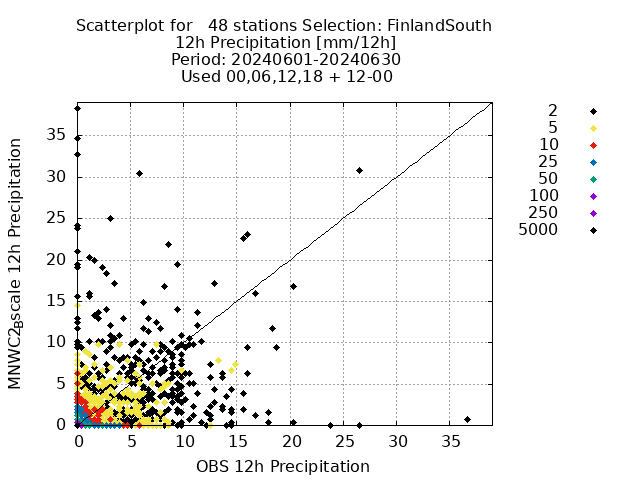 Scatterplot for   48 stations Selection: FinlandSouth
12h Precipitation [mm/12h]
Period: 20240601-20240630
Used 00,06,12,18 + 12-00
2
5
10
25
50
100
250
5000
MNWC2Bscale 12h Precipitation
35
30
25
20
15
10
5
0
0 5 10 15 20 25 30 35
OBS 12h Precipitation